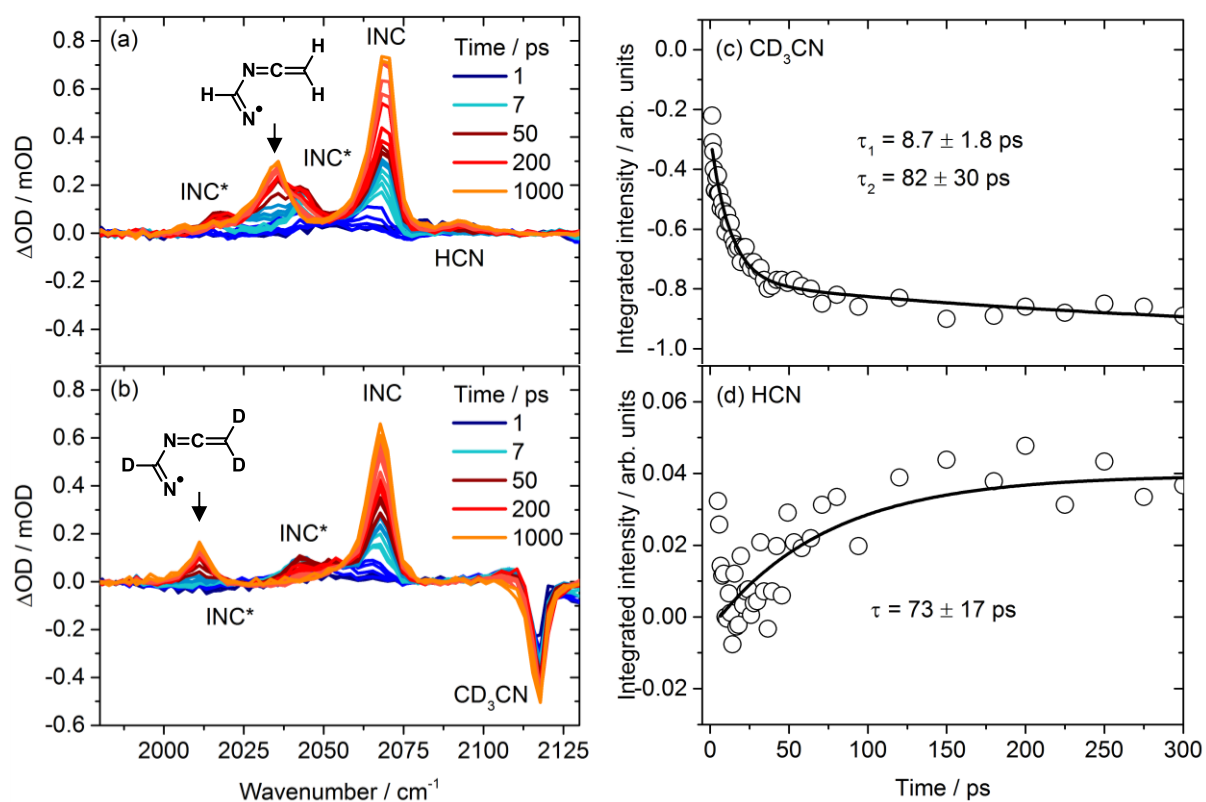 (a)
INC
Time / ps
1
7
50
200
1000
H
N
C
H
H
N•
INC*
INC*
HCN
0.8
0.6
0.4
0.2
0.0
-0.2
-0.4
ΔOD / mOD
(b)
INC
Time / ps
1
7
50
200
1000
D
N
C
D
D
N•
INC*
INC*
CD3CN
0.8
0.6
0.4
0.2
0.0
-0.2
-0.4
-0.6
ΔOD / mOD
2000 2025 2050 2075 2100 2125
Wavenumber / cm-1
(c) CD3CN
τ1 = 8.7 ± 1.8 ps
τ2 = 82 ± 30 ps
0.0
-0.2
-0.4
-0.6
-0.8
-1.0
Integrated intensity / arb. units
(d) HCN
τ = 73 ± 17 ps
0.06
0.04
0.02
0.00
-0.02
Integrated intensity / arb. units
0 50 100 150 200 250 300
Time / ps